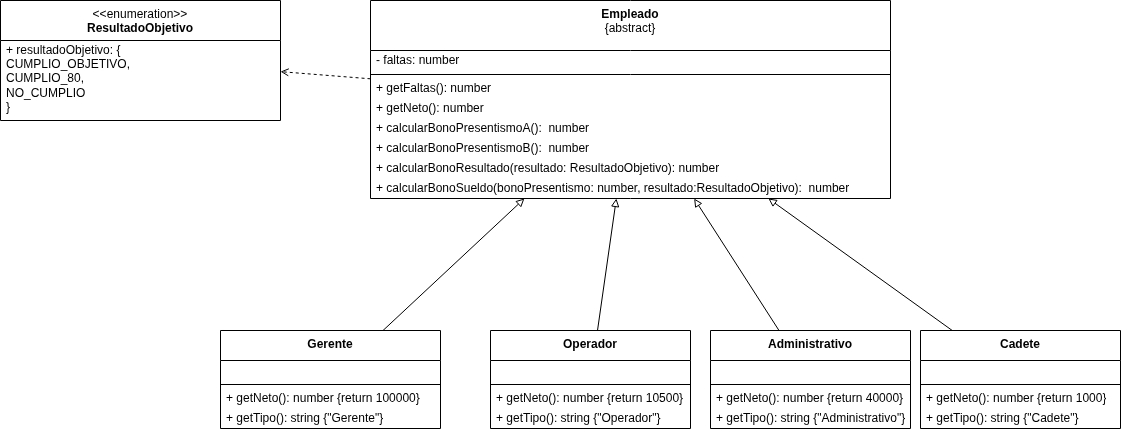 <<enumeration>>
ResultadoObjetivo
+ resultadoObjetivo: {
CUMPLIO_OBJETIVO,
CUMPLIO_80,
NO_CUMPLIO
}
Empleado
{abstract}
- faltas: number
+ getFaltas(): number
+ getNeto(): number
+ calcularBonoPresentismoA():  number
+ calcularBonoPresentismoB():  number
+ calcularBonoResultado(resultado: ResultadoObjetivo): number
+ calcularBonoSueldo(bonoPresentismo: number, resultado:ResultadoObjetivo):  number
Gerente
+ getNeto(): number {return 100000}
+ getTipo(): string {"Gerente"}
Operador
+ getNeto(): number {return 10500}
+ getTipo(): string {"Operador"}
Administrativo
+ getNeto(): number {return 40000}
+ getTipo(): string {"Administrativo"}
Cadete
+ getNeto(): number {return 1000}
+ getTipo(): string {"Cadete"}